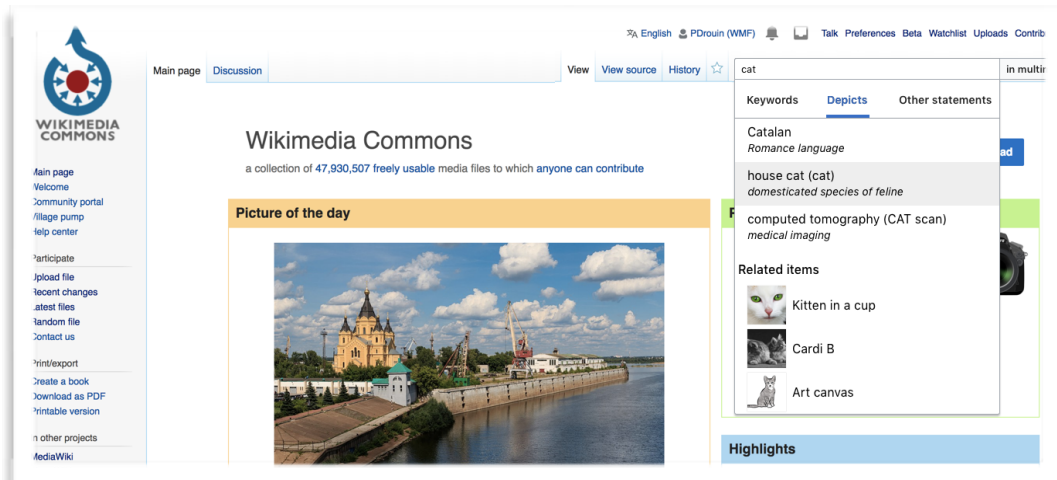 English PDrouin (WMF) Talk Preferences Beta Watchlist Uploads Contrib
Main page Discussion View View source History cat in multim
WIKIMEDIA
COMMONS
Main page
Welcome
Community portal
Village pump
Help center
Participate
Upload file
Recent changes
Latest files
Random file
Contact us
Print/export
Create a book
Download as PDF
Printable version
In other projects
MediaWiki
Wikimedia Commons
a collection of 47,930,507 freely usable media files to which anyone can contribute
Picture of the day
Keywords Depicts Other statements
Catalan
Romance language
house cat (cat)
domesticated species of feline
computed tomography (CAT scan)
medical imaging
Related items
Kitten in a cup
Cardi B
Art canvas
ad
Highlights